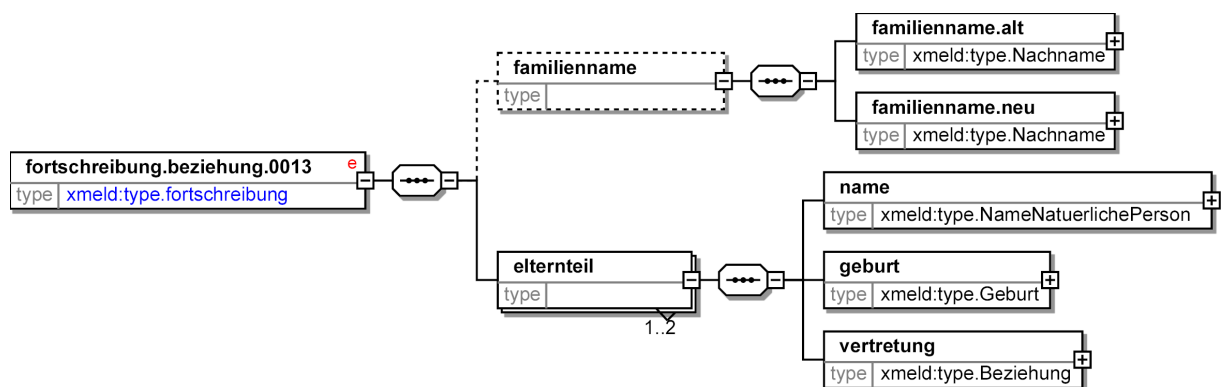 familienname.alt
type xmeld:type.Nachname
familienname
type
familienname.neu
type xmeld:type.Nachname
fortschreibung.beziehung.0013 e
type xmeld:type.fortschreibung
name
type xmeld:type.NameNatuerlichePerson
elternteil
type
1..2
geburt
type xmeld:type.Geburt
vertretung
type xmeld:type.Beziehung